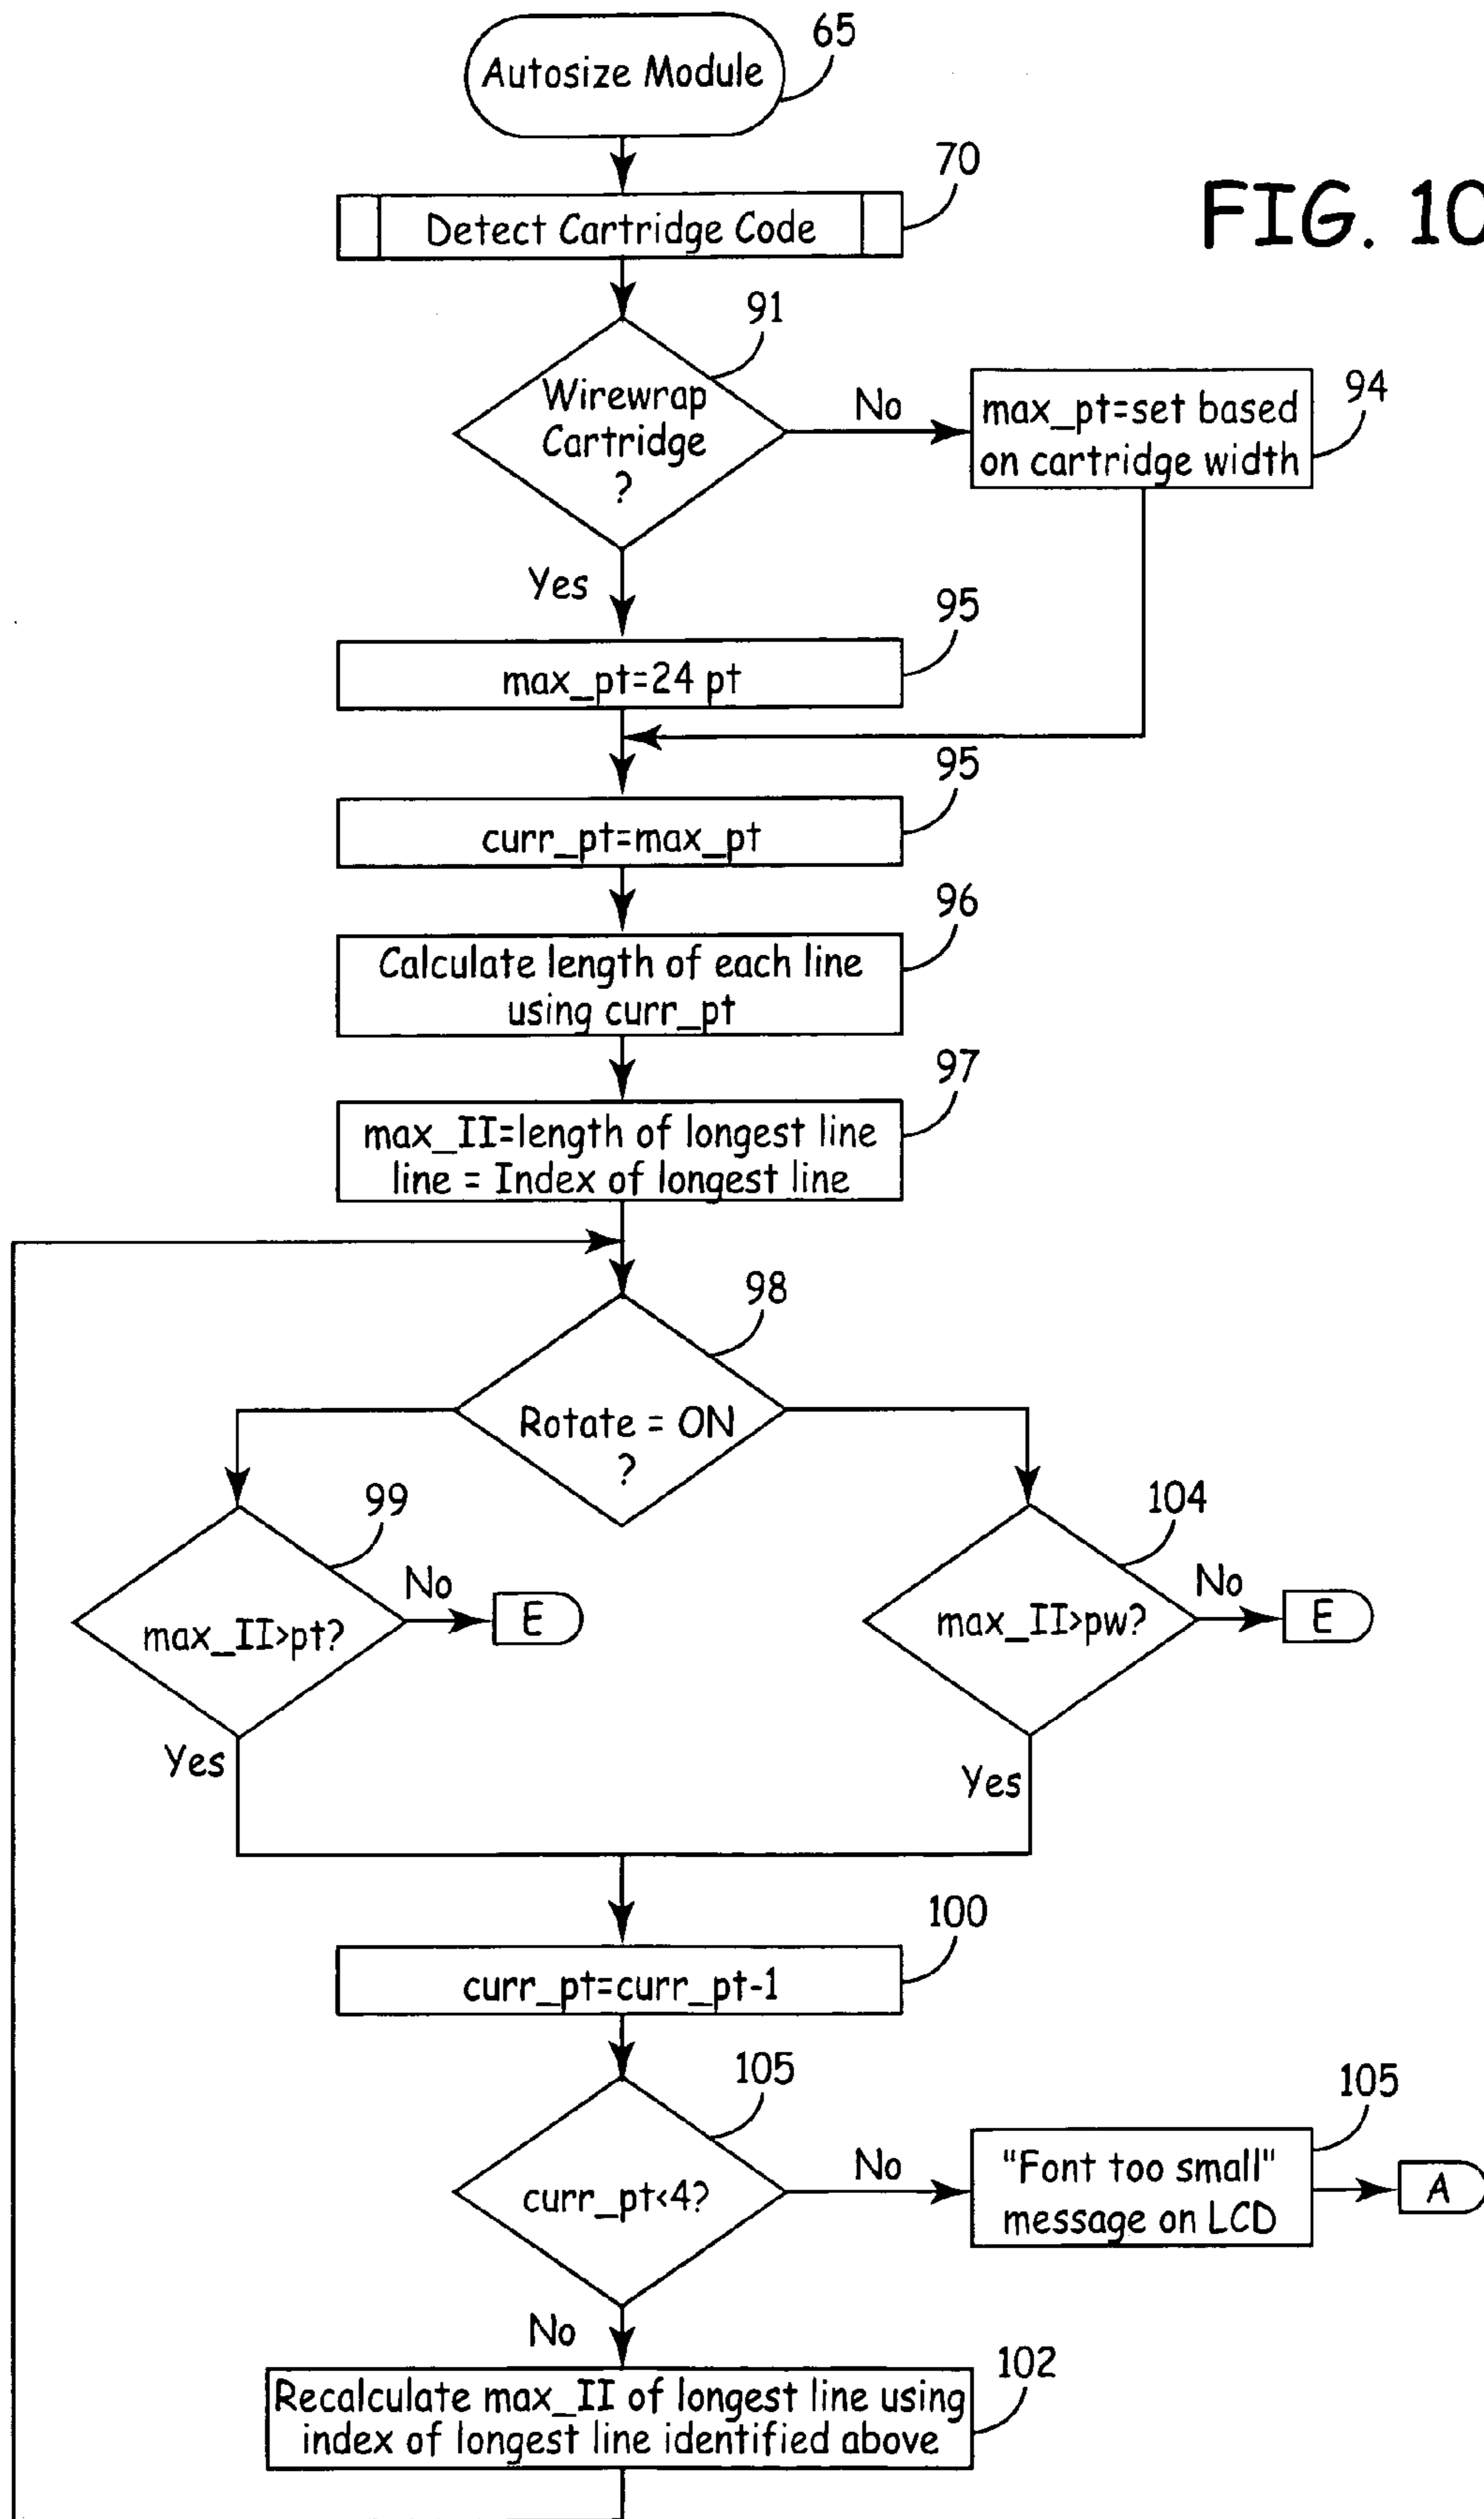 Autosize Module
65
FIG. 10
Detect Cartridge Code
70
Wirewrap
Cartridge
?
91
No
max_pt=set based
on cartridge width
94
Yes
max_pt=24 pt
95
curr_pt=max_pt
95
Calculate length of each line
using curr_pt
96
max_II=length of longest line
line = Index of longest line
97
Rotate = ON
?
98
max_II>pt?
99
No
E
Yes
max_II>pw?
104
No
E
Yes
curr_pt=curr_pt-1
100
curr_pt<4?
105
No
"Font too small"
message on LCD
105
A
No
Recalculate max_II of longest line using
index of longest line identified above
102